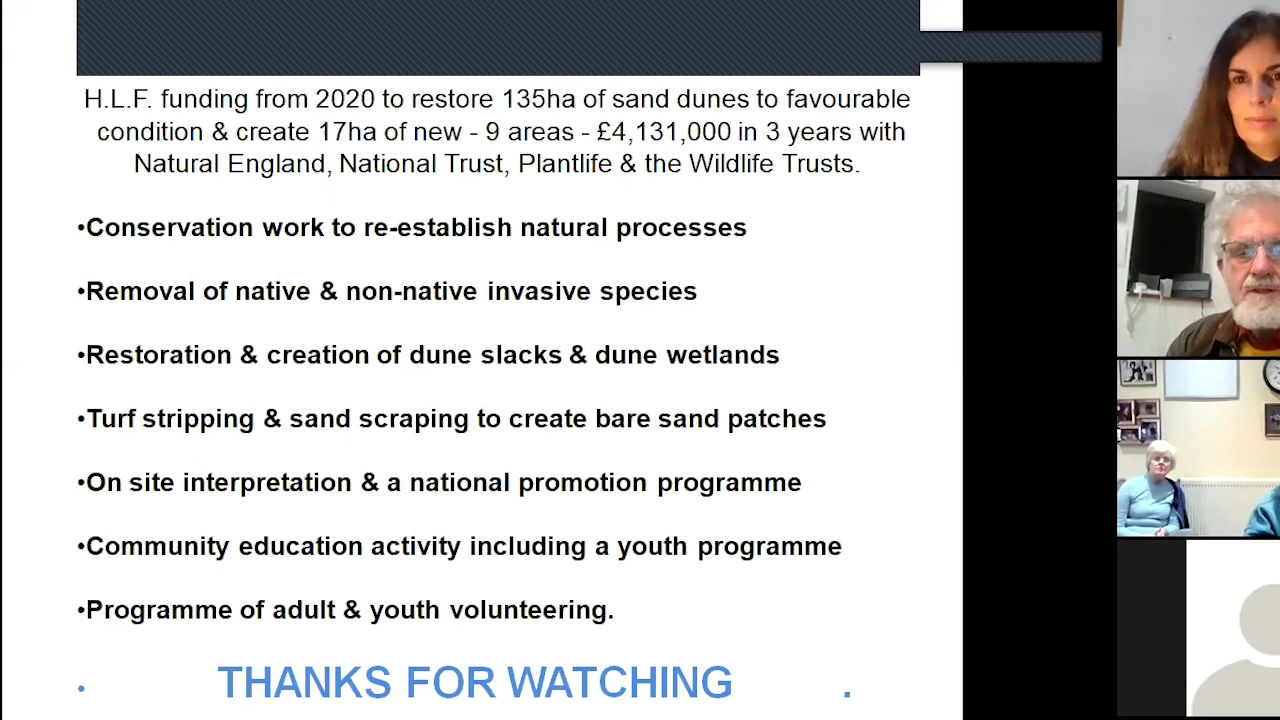 H.L.F. funding from 2020 to restore 135ha of sand dunes to favourable
condition & create 17ha of new - 9 areas - £4,131,000 in 3 years with
Natural England, National Trust, Plantlife & the Wildlife Trusts.
•Conservation work to re-establish natural processes
•Removal of native & non-native invasive species
•Restoration & creation of dune slacks & dune wetlands
•Turf stripping & sand scraping to create bare sand patches
•On site interpretation & a national promotion programme
•Community education activity including a youth programme
•Programme of adult & youth volunteering.
• THANKS FOR WATCHING .